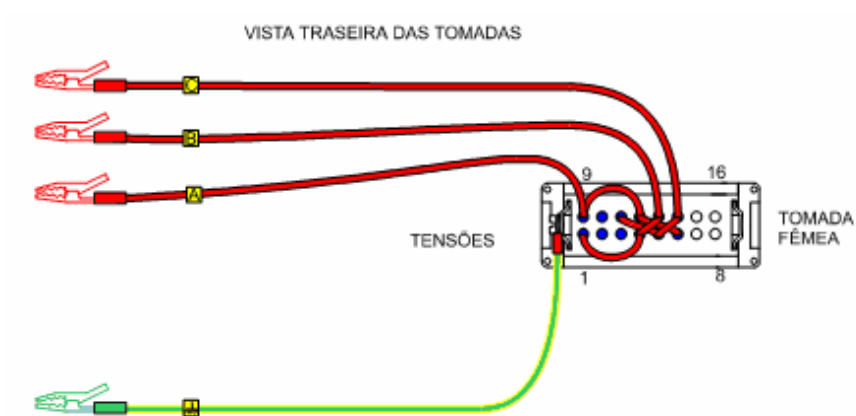 VISTA TRASEIRA DAS TOMADAS
C
B
A
9
16
TENSÕES
TOMADA
FÊMEA
1
8